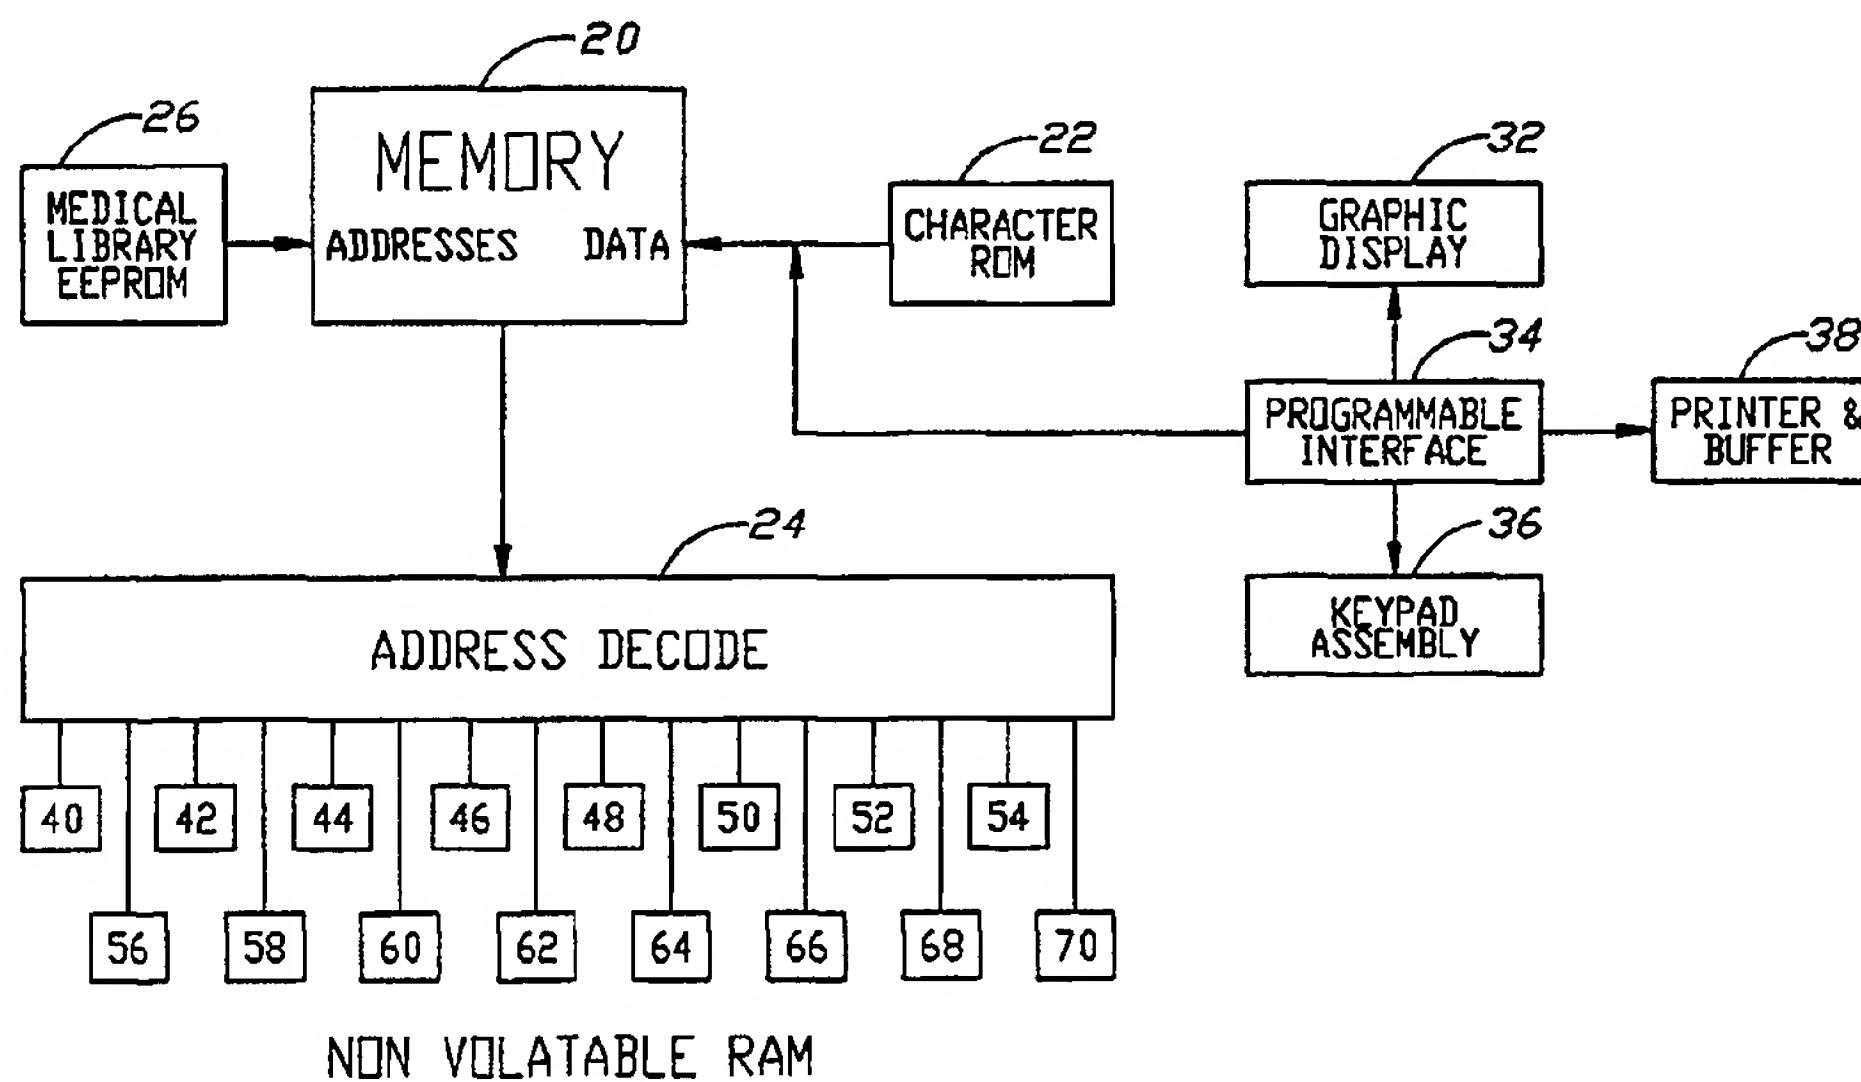 20
26
MEMORY
ADDRESSES DATA
MEDICAL
LIBRARY
EEPROM
22
CHARACTER
ROM
32
GRAPHIC
DISPLAY
34
PROGRAMMABLE
INTERFACE
38
PRINTER &
BUFFER
36
KEYPAD
ASSEMBLY
24
ADDRESS DECODE
40 42 44 46 48 50 52 54
56 58 60 62 64 66 68 70
NON VOLATABLE RAM